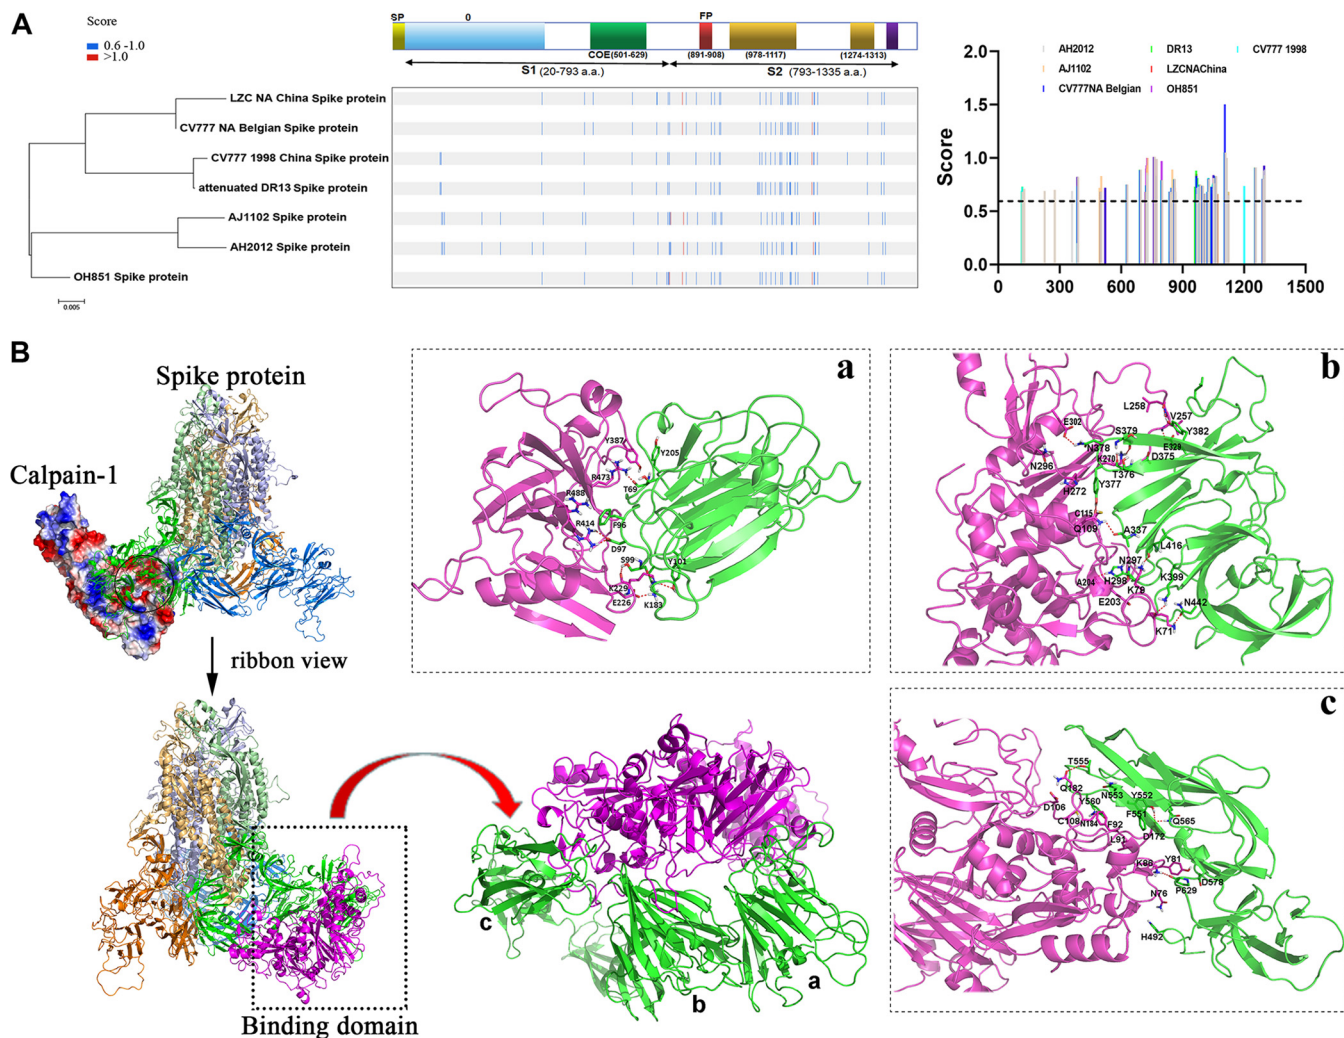 A
Score
0.6 -1.0
>1.0
SP
0
FP
COE(501-629)
(891-908)
(978-1117)
(1274-1313)
S1 (20-793 a.a.)
S2 (793-1335 a.a.)
LZC NA China Spike protein
CV777 NA Belgian Spike protein
CV777 1998 China Spike protein
attenuated DR13 Spike protein
AJ1102 Spike protein
AH2012 Spike protein
OH851 Spike protein
0.005
AH2012
DR13
CV777 1998
AJ1102
LZCNAChina
CV777NA Belgian
OH851
Score
2.0
1.5
1.0
0.5
0.0
0 300 600 900 1200 1500
B
Spike protein
Calpain-1
ribbon view
Binding domain
a
Y387
Y205
R473
T69
R488
R414
F96
D97
S99
Y101
K229
E226
K183
b
L258
V257
E302
S379
Y382
N378
E329
K270
D375
N296
T376
H272
Y377
C115
Q109
A337
L416
N297
K399
A204
H298
K79
E203
N442
K71
c
T555
Q182
N553
Y552
D106
Y560
F551
C108
N184
F92
Q565
L91
D172
K88
Y81
D578
N76
P629
H492
c
b
a